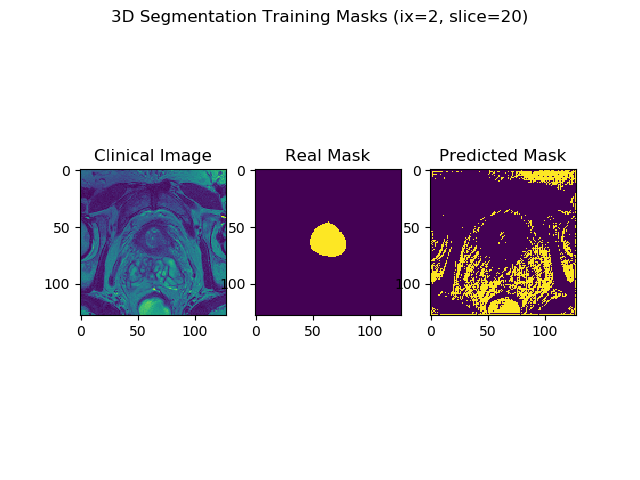 3D Segmentation Training Masks (ix=2, slice=20)
Clinical Image Real Mask Predicted Mask
0 0 0
50 50 50
100 100 100
0 50 100 0 50 100 0 50 100